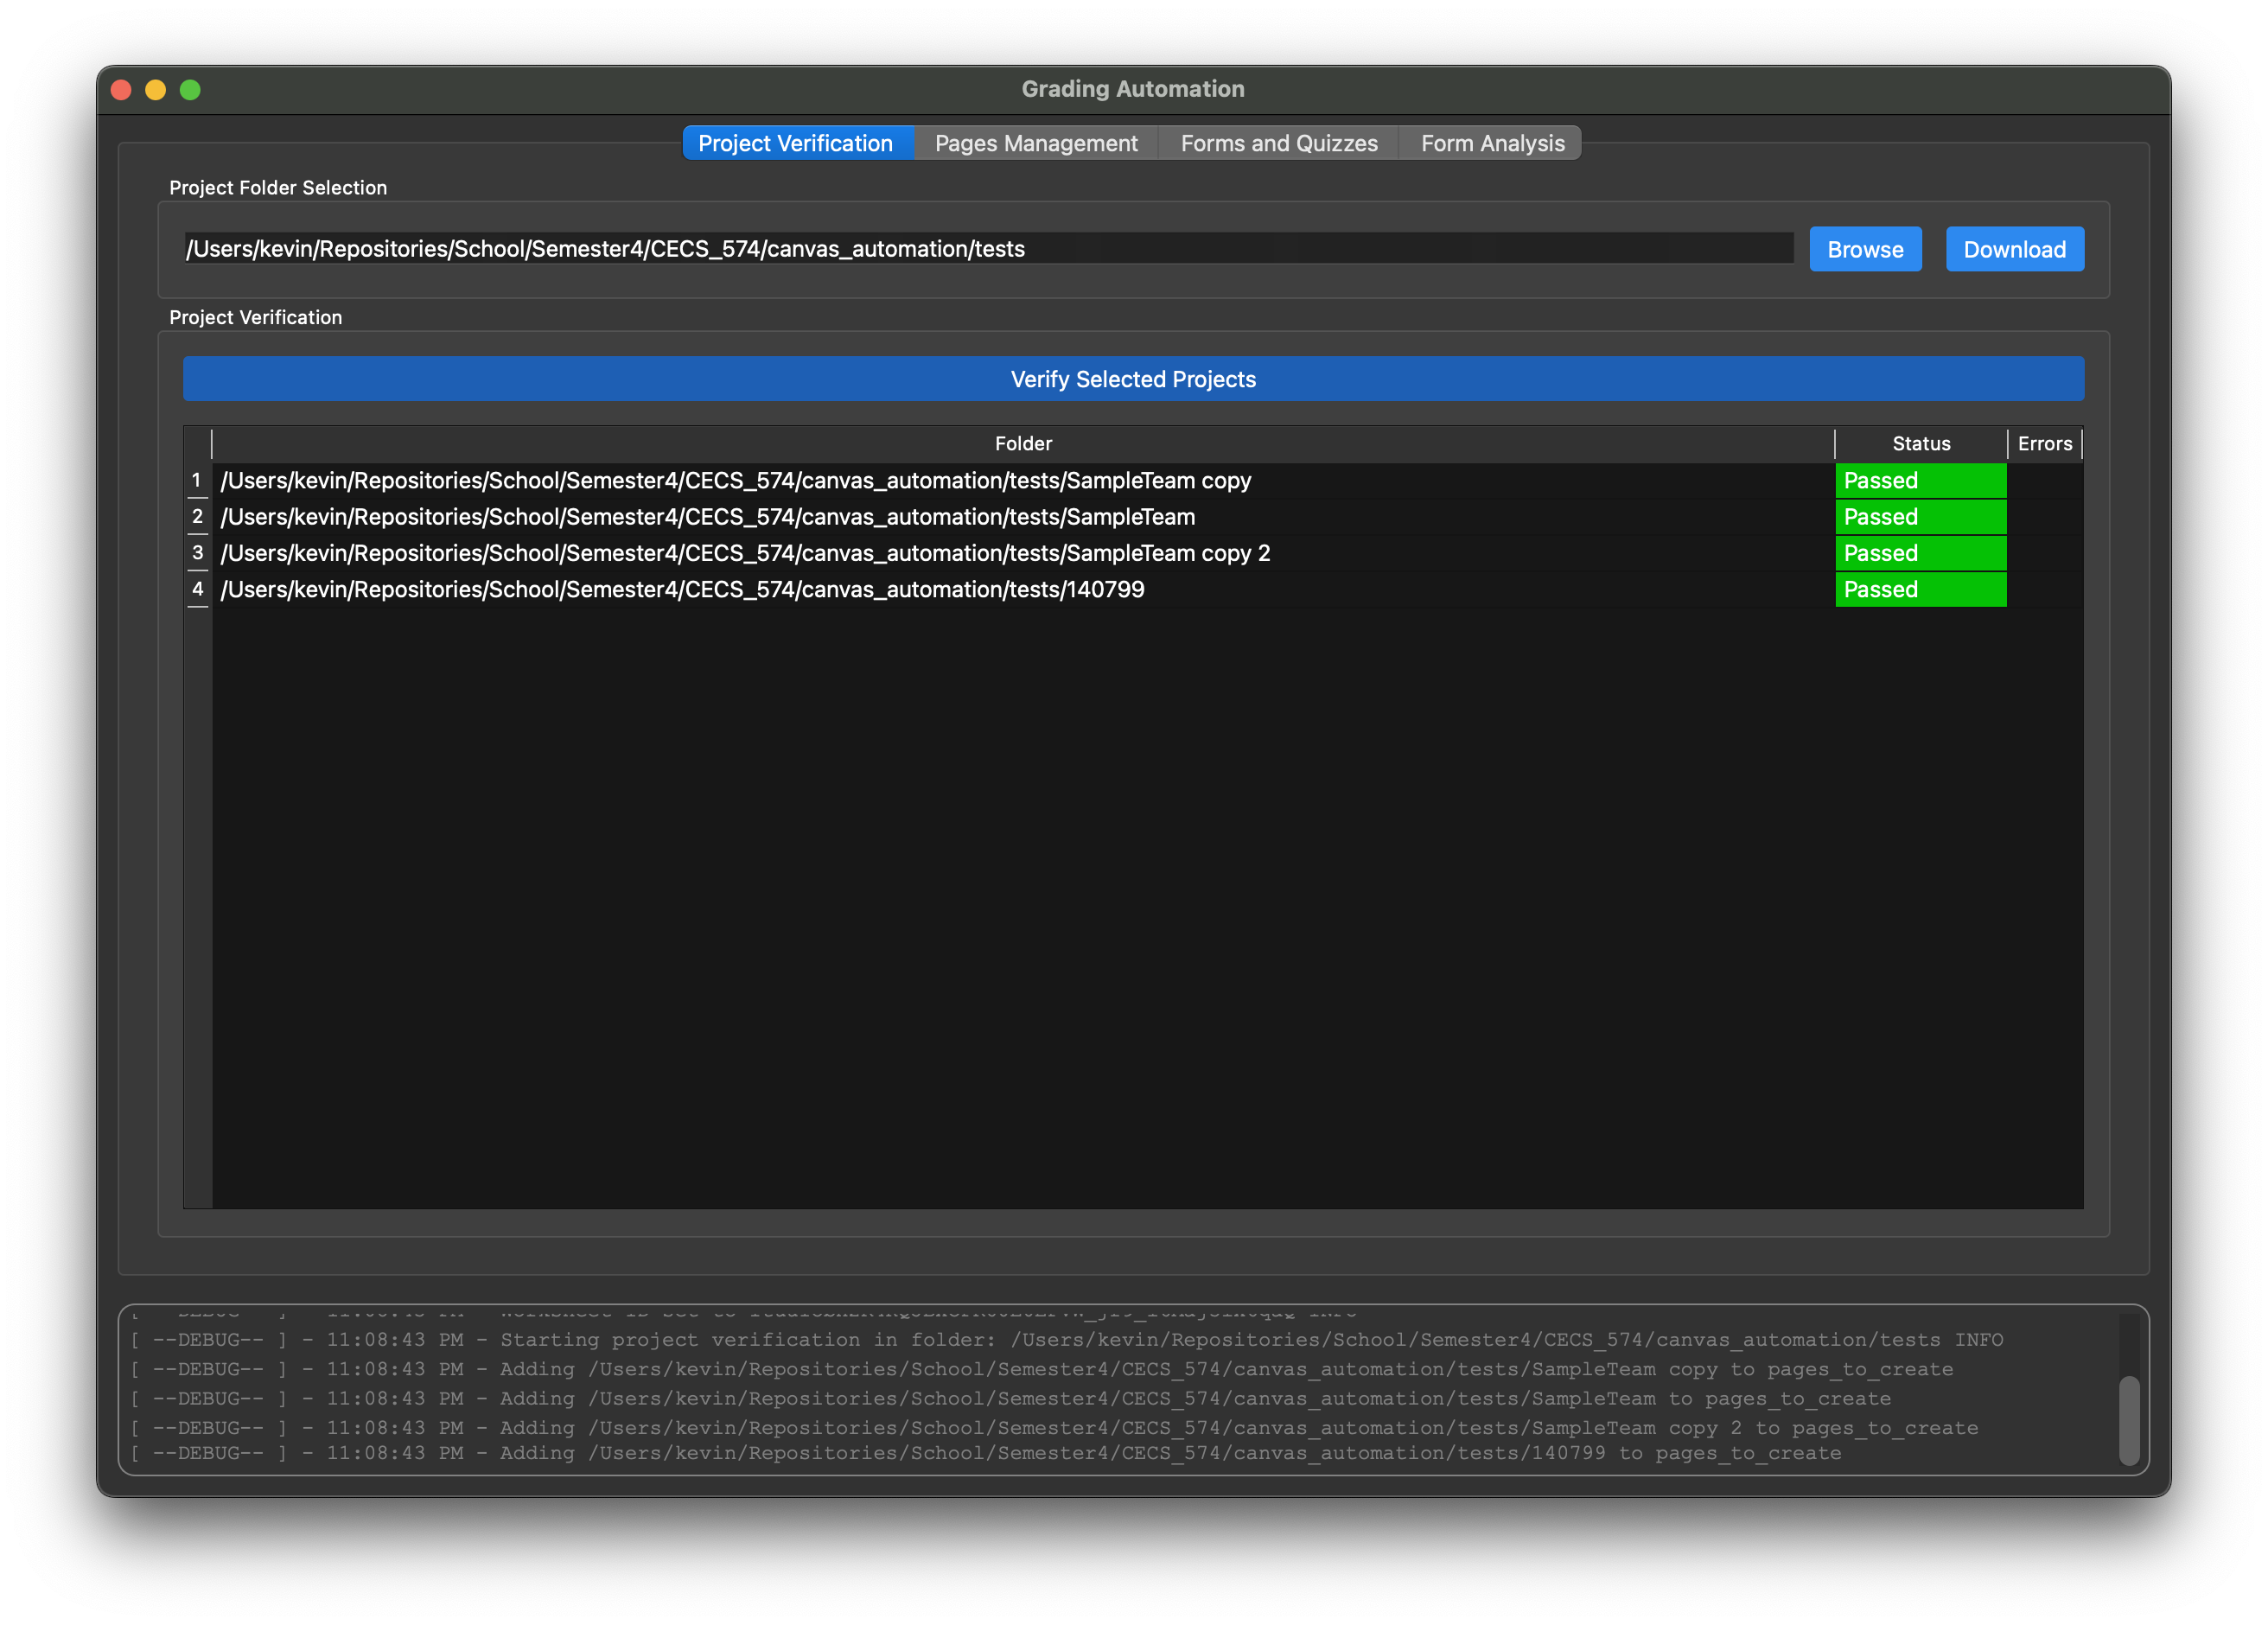 Grading Automation
Project Verification Pages Management Forms and Quizzes Form Analysis
Project Folder Selection
/Users/kevin/Repositories/School/Semester4/CECS_574/canvas_automation/tests Browse Download
Project Verification
Verify Selected Projects
Folder Status Errors
1 /Users/kevin/Repositories/School/Semester4/CECS_574/canvas_automation/tests/SampleTeam copy Passed
2 /Users/kevin/Repositories/School/Semester4/CECS_574/canvas_automation/tests/SampleTeam Passed
3 /Users/kevin/Repositories/School/Semester4/CECS_574/canvas_automation/tests/SampleTeam copy 2 Passed
4 /Users/kevin/Repositories/School/Semester4/CECS_574/canvas_automation/tests/140799 Passed
[ --DEBUG-- ] - 11:08:43 PM - Starting project verification in folder: /Users/kevin/Repositories/School/Semester4/CECS_574/canvas_automation/tests INFO
[ --DEBUG-- ] - 11:08:43 PM - Adding /Users/kevin/Repositories/School/Semester4/CECS_574/canvas_automation/tests/SampleTeam copy to pages_to_create
[ --DEBUG-- ] - 11:08:43 PM - Adding /Users/kevin/Repositories/School/Semester4/CECS_574/canvas_automation/tests/SampleTeam to pages_to_create
[ --DEBUG-- ] - 11:08:43 PM - Adding /Users/kevin/Repositories/School/Semester4/CECS_574/canvas_automation/tests/SampleTeam copy 2 to pages_to_create
[ --DEBUG-- ] - 11:08:43 PM - Adding /Users/kevin/Repositories/School/Semester4/CECS_574/canvas_automation/tests/140799 to pages_to_create